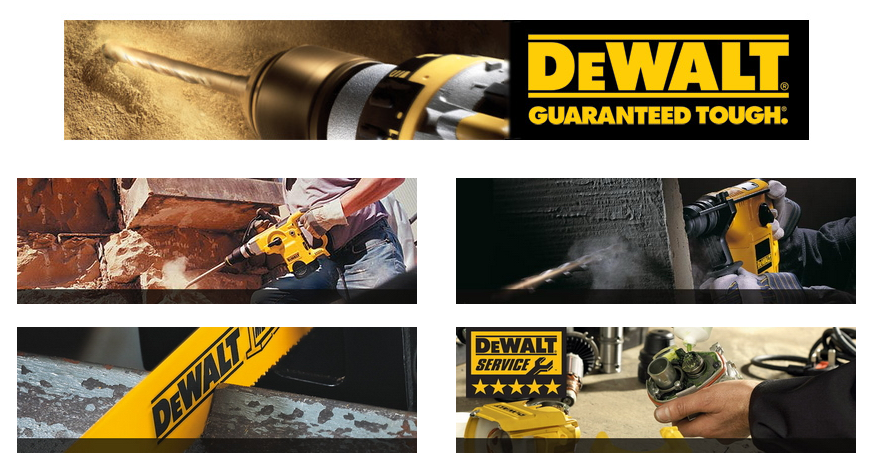 DEWALT®
GUARANTEED TOUGH.®
DEWALT
DEWALT
SERVICE